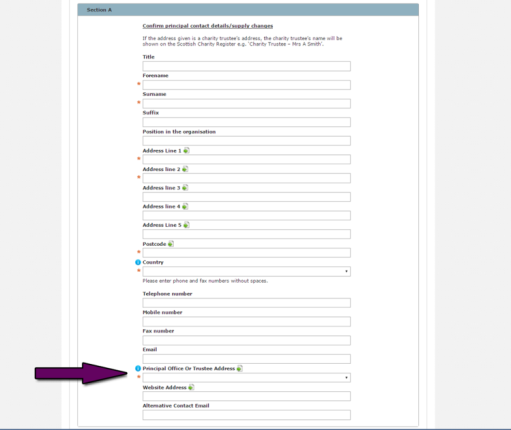 Section A
Confirm principal contact details/supply changes
If the address given is a charity trustee's address, the charity trustee's name will be
shown on the Scottish Charity Register e.g. 'Charity Trustee – Mrs A Smith'.
Title
Forename
*
Surname
*
Suffix
Position in the organisation
Address Line 1
*
Address line 2
*
Address line 3
Address line 4
Address Line 5
Postcode
*
Country
*
Please enter phone and fax numbers without spaces.
Telephone number
Mobile number
Fax number
Email
Principal Office Or Trustee Address
*
Website Address
Alternative Contact Email